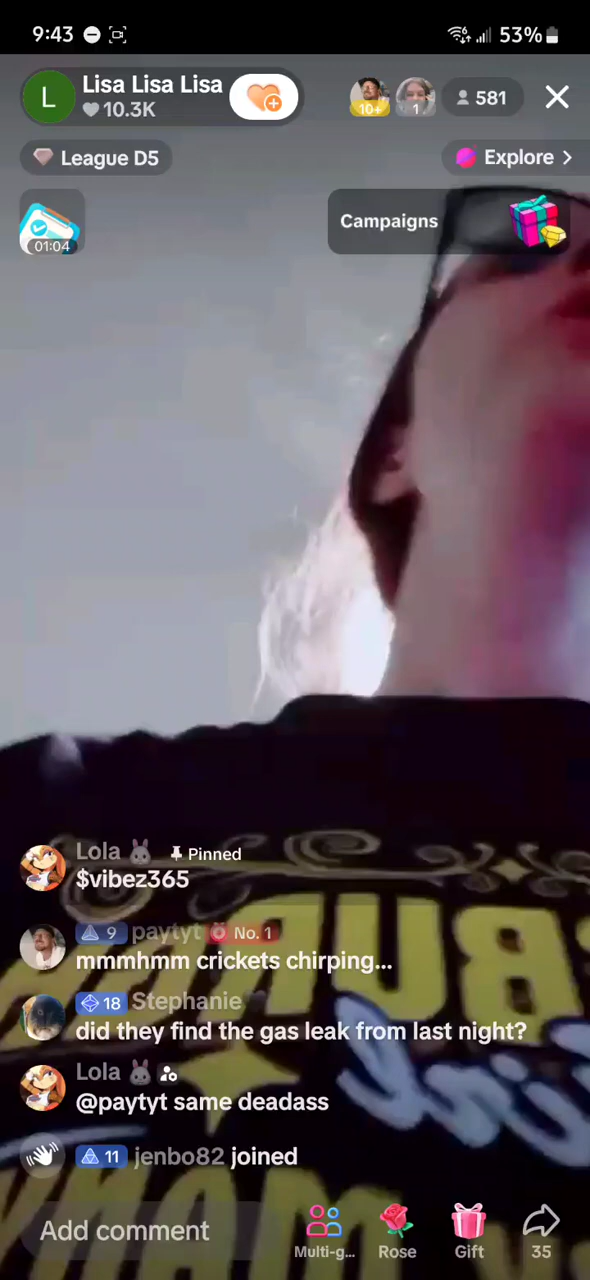 9:43
53%
L
Lisa Lisa Lisa
10.3K
10+
1
581
League D5
Explore >
01:04
Campaigns
Lola
Pinned
$vibez365
9 paytyt No. 1
mmmhmm crickets chirping...
18 Stephanie
did they find the gas leak from last night?
Lola
@paytyt same deadass
11 jenbo82 joined
Add comment
Multi-g...
Rose
Gift
35